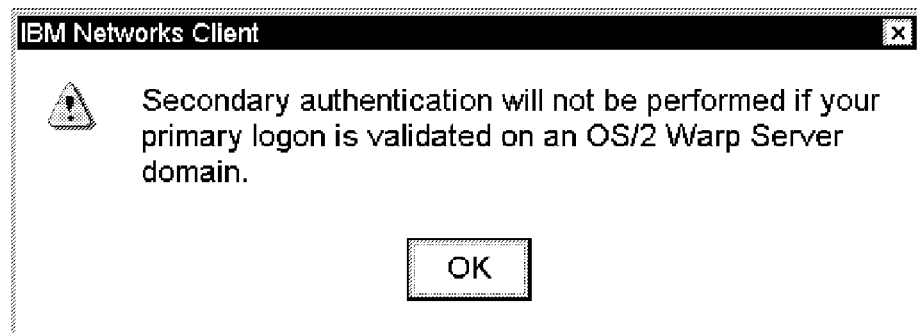 IBM Networks Client
Secondary authentication will not be performed if your
primary logon is validated on an OS/2 Warp Server
domain.
OK